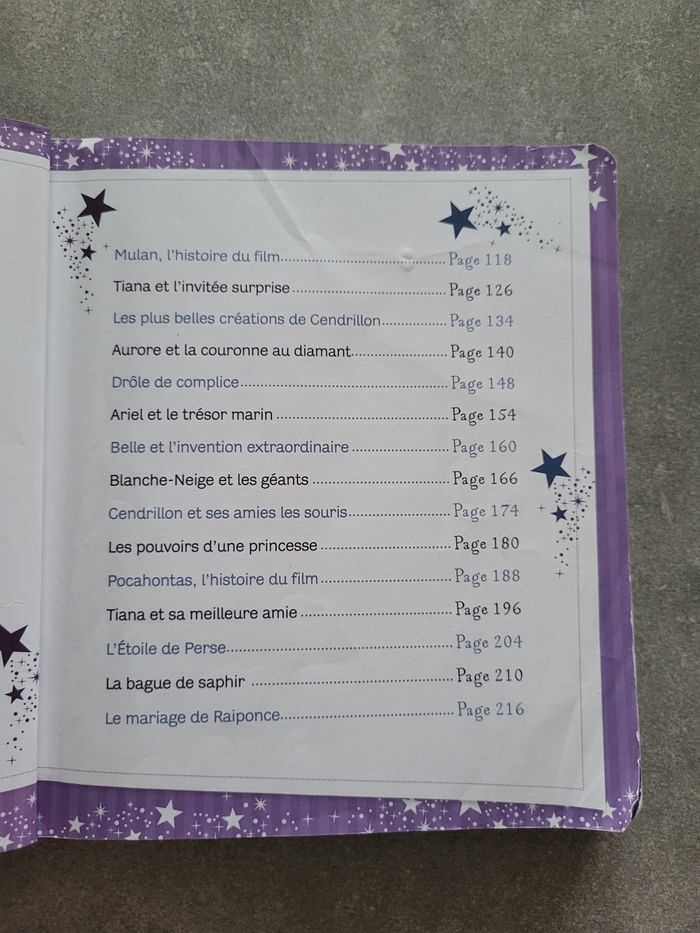 Mulan, l'histoire du film.......................................... Page 118
Tiana et l'invitée surprise ....................................... Page 126
Les plus belles créations de Cendrillon................ Page 134
Aurore et la couronne au diamant........................ Page 140
Drôle de complice.................................................... Page 148
Ariel et le trésor marin ........................................... Page 154
Belle et l'invention extraordinaire ........................ Page 160
Blanche-Neige et les géants .................................. Page 166
Cendrillon et ses amies les souris.......................... Page 174
Les pouvoirs d'une princesse ................................. Page 180
Pocahontas, l'histoire du film ................................. Page 188
Tiana et sa meilleure amie ...................................... Page 196
L'Étoile de Perse......................................................... Page 204
La bague de saphir ................................................... Page 210
Le mariage de Raiponce........................................... Page 216